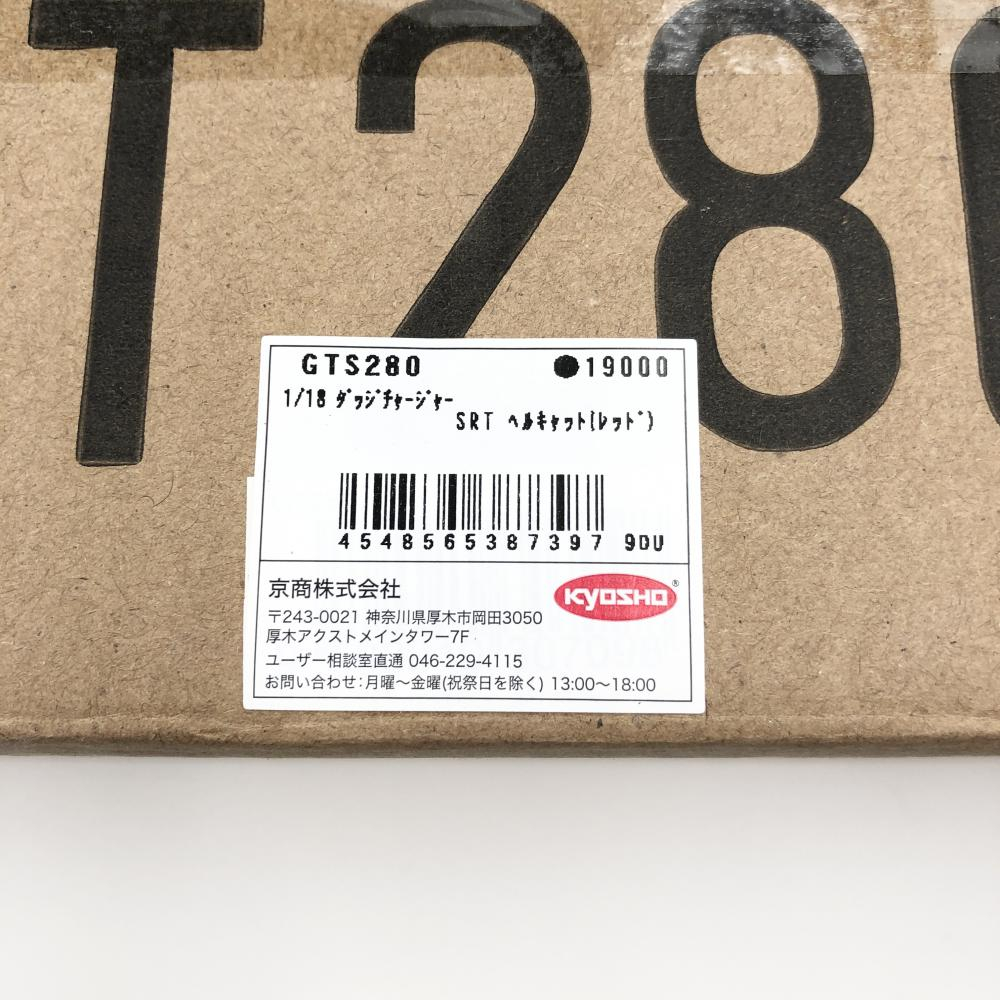 T280
GTS280 ●19000
1/18 ﾀﾞｯｼﾞﾁｬｰｼﾞｬｰ
SRT ﾍﾙｷｬｯﾄ(ﾚｯﾄﾞ)
4548565387397 9DU
京商株式会社
KYOSHO®
〒243-0021 神奈川県厚木市岡田3050
厚木アクストメインタワー7F
ユーザー相談室直通 046-229-4115
お問い合わせ：月曜〜金曜(祝祭日を除く) 13:00〜18:00